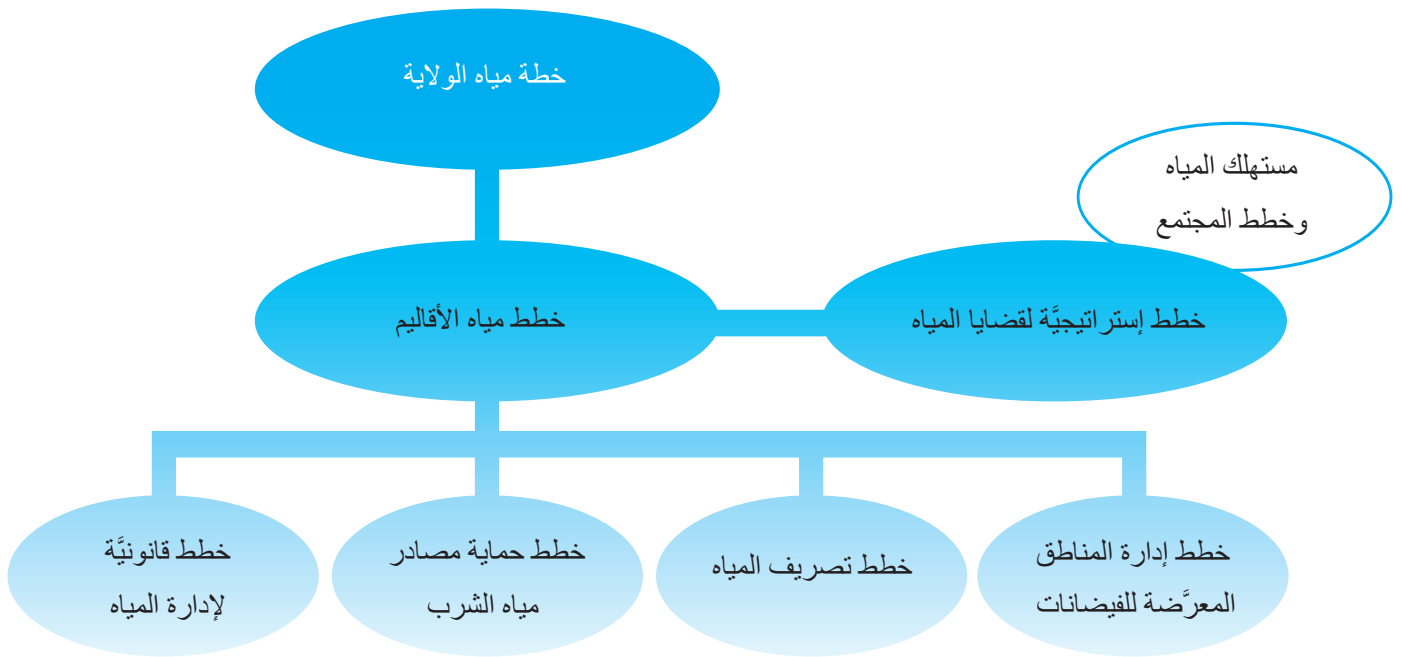 خطة مياه الولاية
مستهلك المياه
وخطط المجتمع
خطط إستراتيجيَّة لقضايا المياه
خطط مياه الأقاليم
خطط إدارة المناطق
المعرَّضة للفيضانات
خطط تصريف المياه
خطط حماية مصادر
مياه الشرب
خطط قانونيَّة
لإدارة المياه